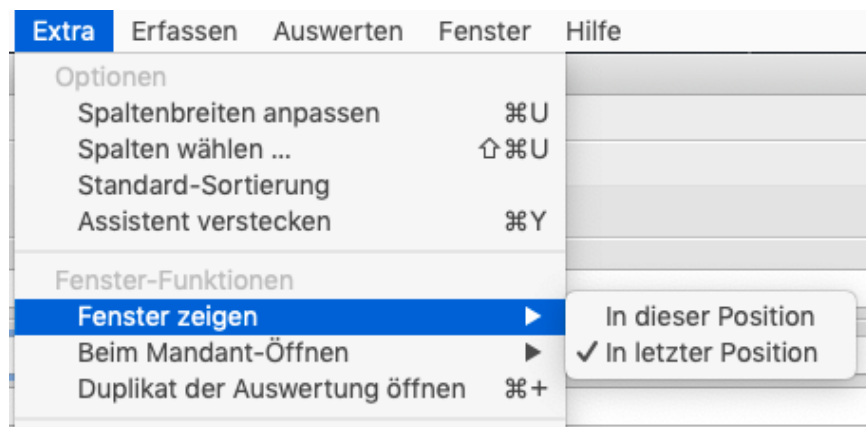 Extra Erfassen Auswerten Fenster Hilfe
Optionen
Spaltenbreiten anpassen ⌘U
Spalten wählen ... ⇧⌘U
Standard-Sortierung
Assistent verstecken ⌘Y
Fenster-Funktionen
Fenster zeigen ▶ In dieser Position
Beim Mandant-Öffnen ▶ ✓ In letzter Position
Duplikat der Auswertung öffnen ⌘+